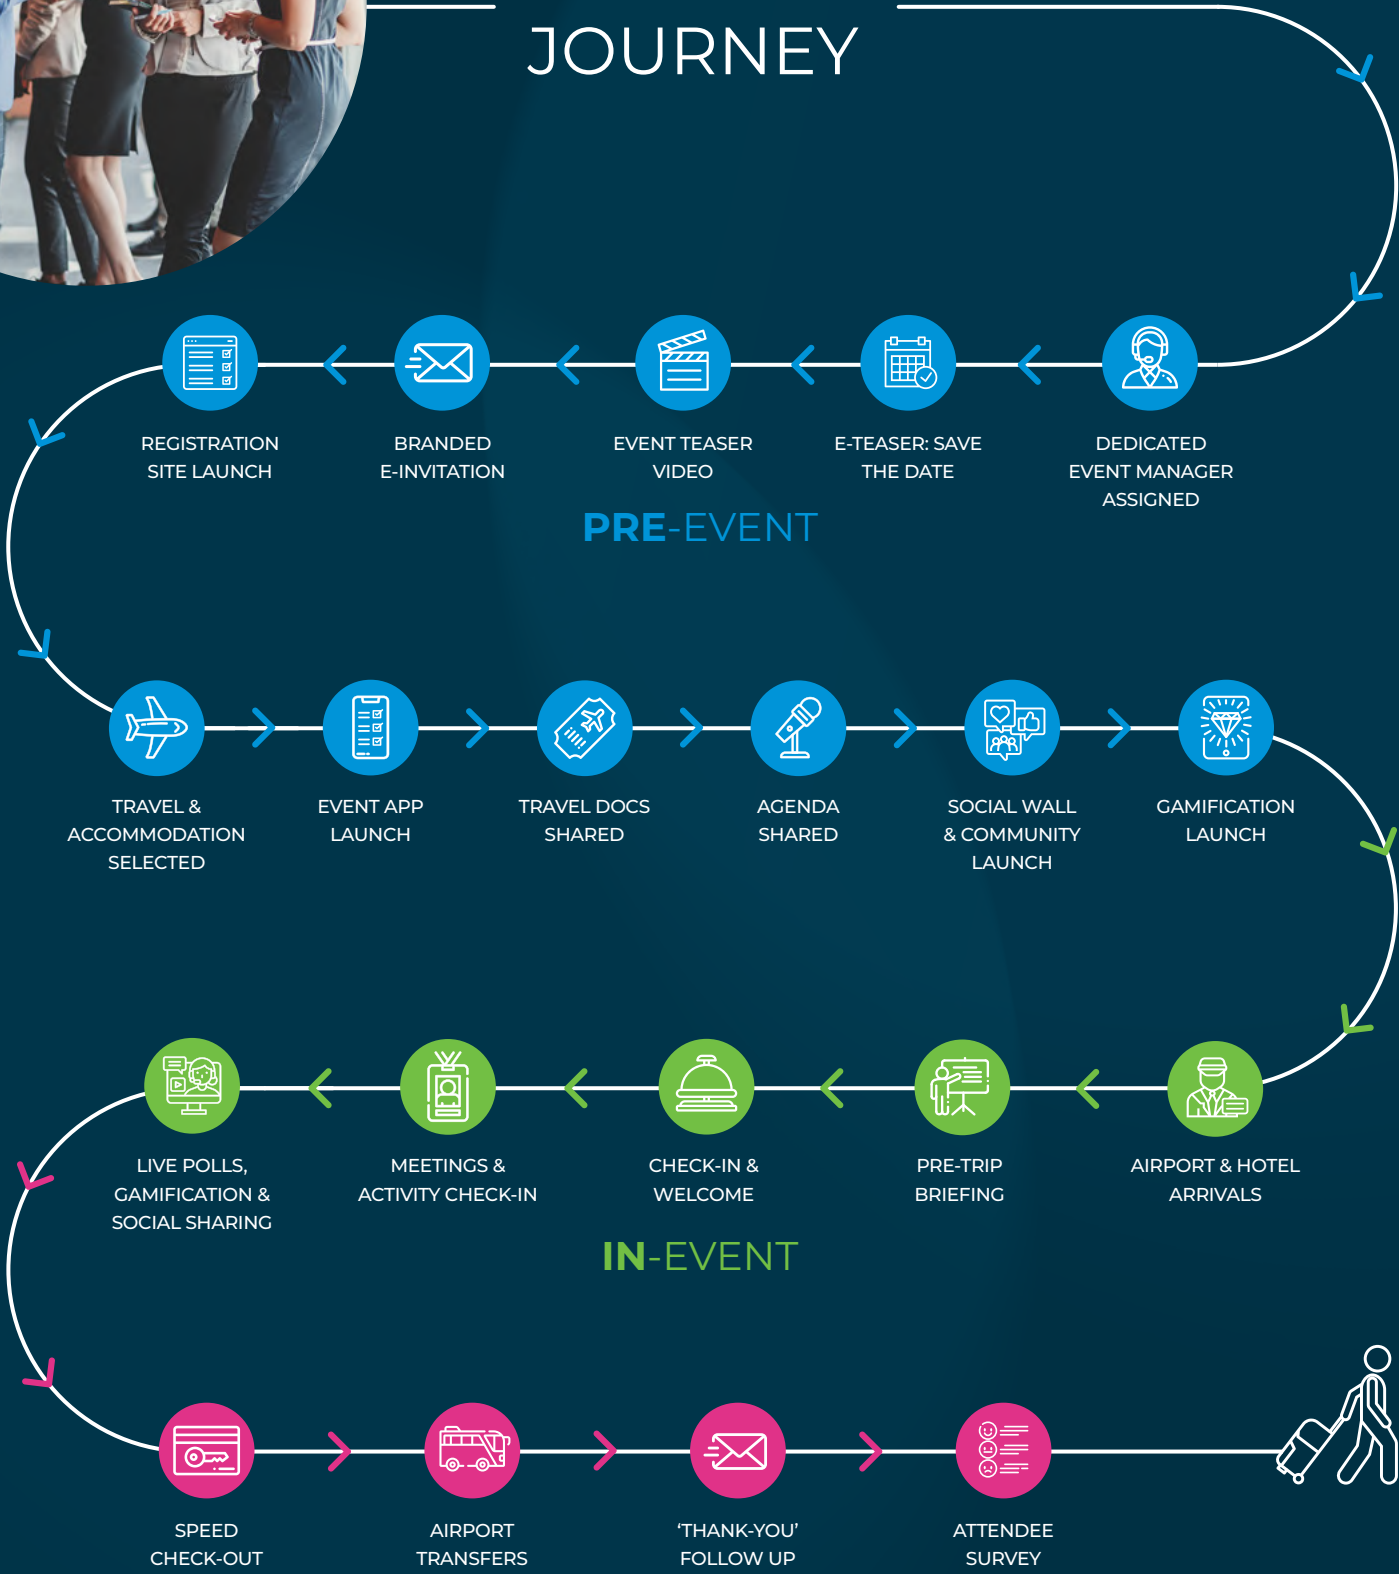 JOURNEY
REGISTRATION
SITE LAUNCH
BRANDED
E-INVITATION
EVENT TEASER
VIDEO
E-TEASER: SAVE
THE DATE
DEDICATED
EVENT MANAGER
ASSIGNED
PRE-EVENT
TRAVEL &
ACCOMMODATION
SELECTED
EVENT APP
LAUNCH
TRAVEL DOCS
SHARED
AGENDA
SHARED
SOCIAL WALL
& COMMUNITY
LAUNCH
GAMIFICATION
LAUNCH
LIVE POLLS,
GAMIFICATION &
SOCIAL SHARING
MEETINGS &
ACTIVITY CHECK-IN
CHECK-IN &
WELCOME
PRE-TRIP
BRIEFING
AIRPORT & HOTEL
ARRIVALS
IN-EVENT
SPEED
CHECK-OUT
AIRPORT
TRANSFERS
‘THANK-YOU’
FOLLOW UP
ATTENDEE
SURVEY